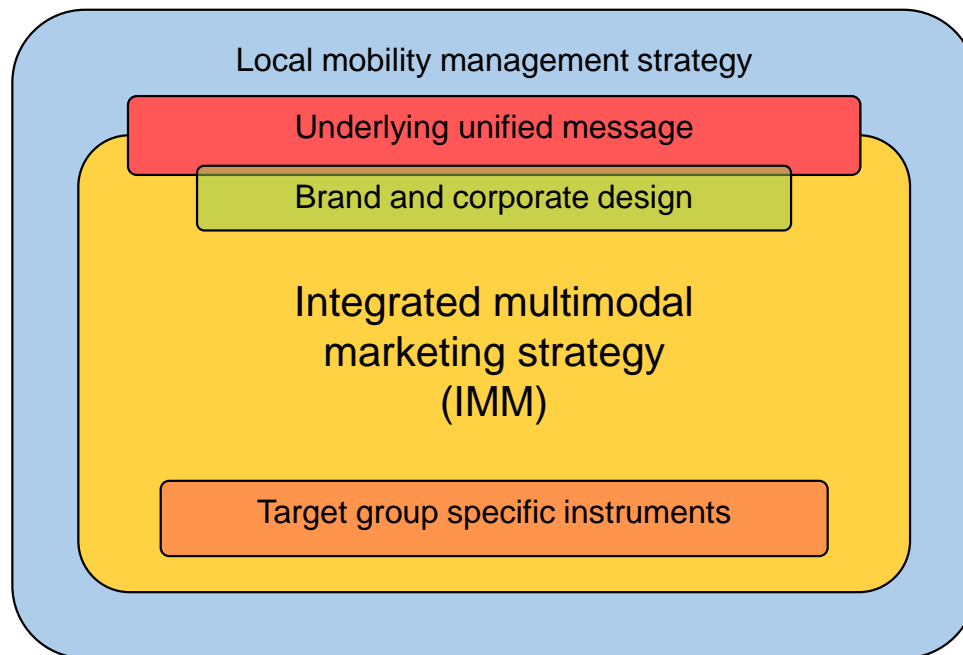 Local mobility management strategy
Underlying unified message
Brand and corporate design
Integrated multimodal
marketing strategy
(IMM)
Target group specific instruments